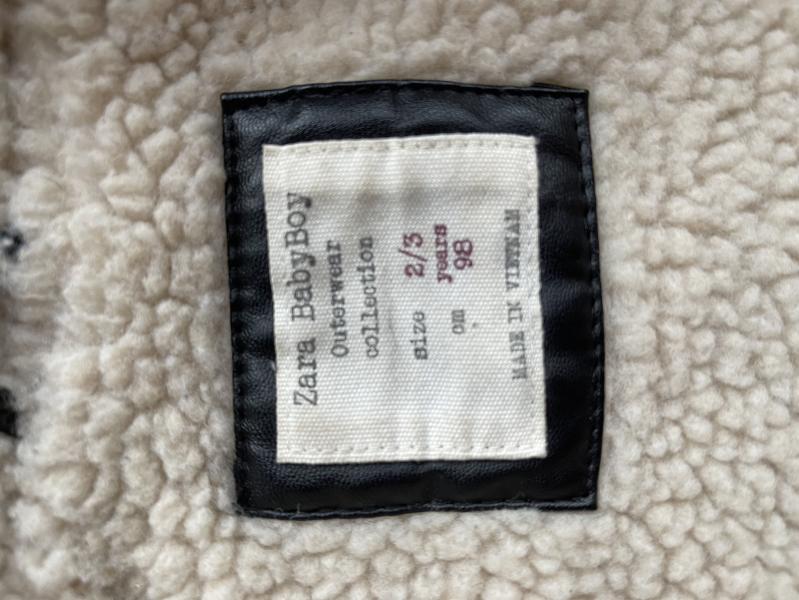 Zara BabyBoy
Outerwear
collection
size 2/3
years
cm 98
MADE IN VIETNAM